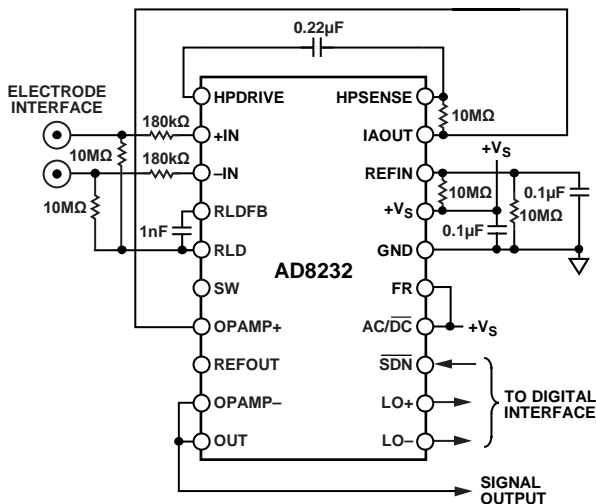 0.22µF
ELECTRODE
INTERFACE
HPDRIVE
HPSENSE
10MΩ
180kΩ
+IN
IAOUT
+VS
10MΩ
180kΩ
–IN
REFIN
10MΩ
0.1µF
10MΩ
10MΩ
RLDFB
+VS
0.1µF
1nF
RLD
GND
AD8232
SW
FR
OPAMP+
AC/D̅C̅
+VS
REFOUT
S̅D̅N̅
OPAMP–
LO+
TO DIGITAL
INTERFACE
OUT
LO–
SIGNAL
OUTPUT